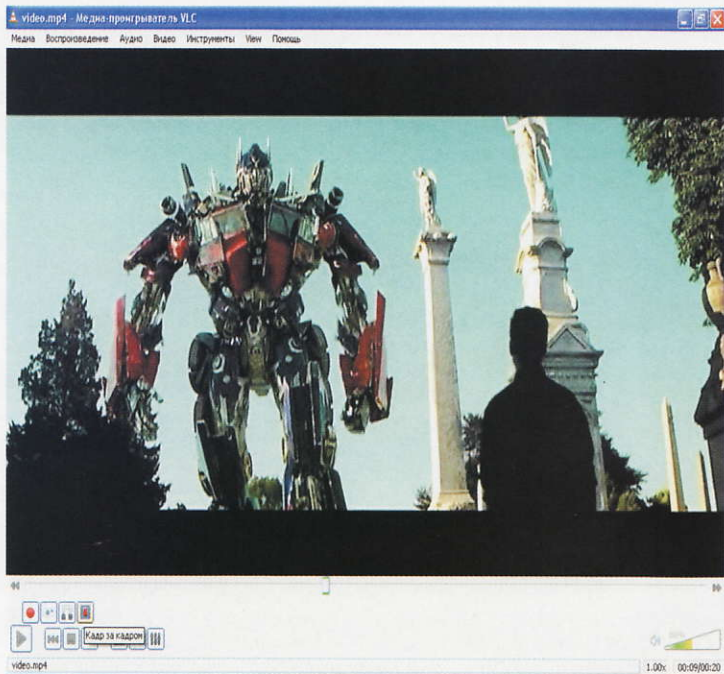 video.mp4 - Медиа-проигрыватель VLC
Медиа Воспроизведение Аудио Видео Инструменты View Помощь
Кадр за кадром
video.mp4 1.00x 00:09/00:20